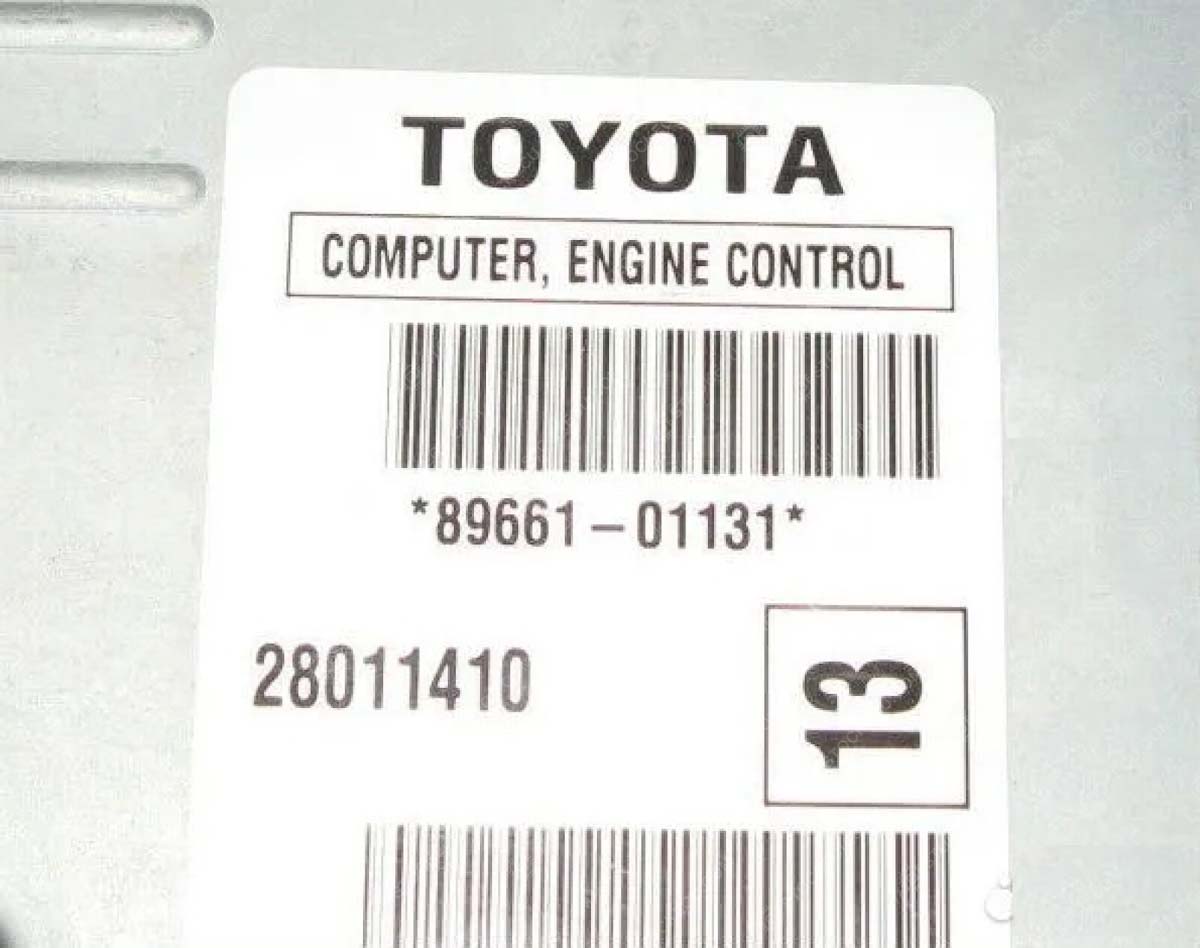 TOYOTA
COMPUTER, ENGINE CONTROL
*89661-01131*
28011410
13